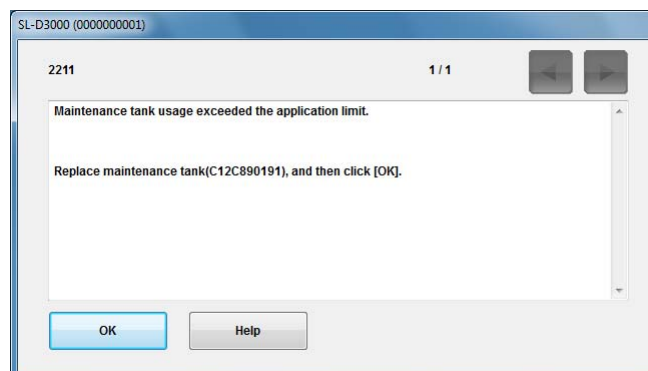 SL-D3000 (0000000001)
2211 1 / 1
Maintenance tank usage exceeded the application limit.
Replace maintenance tank(C12C890191), and then click [OK].
OK Help